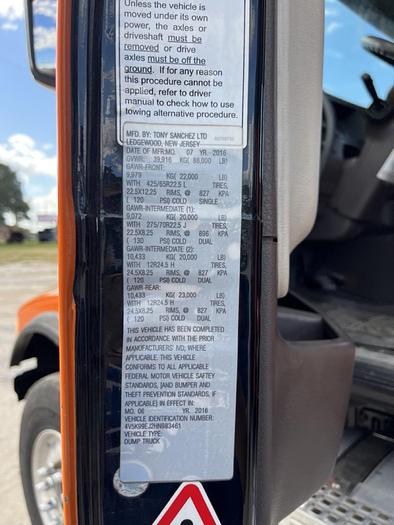 Unless the vehicle is
moved under its own
power, the axles or
driveshaft must be
removed or drive
axles must be off the
ground. If for any reason
this procedure cannot be
applied, refer to driver
manual to check how to use
towing alternative procedure.
MFD. BY: TONY SANCHEZ LTD
LEDGEWOOD, NEW JERSEY
DATE OF MFR:MO. 07 YR. 2016
GVWR: 39,916 KG( 88,000 LB)
GAWR-FRONT:
9,979 KG( 22,000 LB)
WITH 425/65R22.5 L TIRES,
22.5X12.25 RIMS, @ 827 KPA
( 120 PSI) COLD SINGLE
GAWR-INTERMEDIATE (1):
9,072 KG( 20,000 LB)
WITH 275/70R22.5 J TIRES,
22.5X8.25 RIMS, @ 896 KPA
( 130 PSI) COLD DUAL
GAWR-INTERMEDIATE (2):
10,433 KG( 20,000 LB)
WITH 12R24.5 H TIRES,
24.5X8.25 RIMS, @ 827 KPA
( 120 PSI) COLD DUAL
GAWR-REAR:
10,433 KG( 23,000 LB)
WITH 12R24.5 H TIRES,
24.5X8.25 RIMS, @ 827 KPA
( 120 PSI) COLD DUAL
THIS VEHICLE HAS BEEN COMPLETED
IN ACCORDANCE WITH THE PRIOR
MANUFACTURERS' IVD, WHERE
APPLICABLE. THIS VEHICLE
CONFORMS TO ALL APPLICABLE
FEDERAL MOTOR VEHICLE SAFTEY
STANDARDS, [AND BUMPER AND
THEFT PREVENTION STANDARDS, IF
APPLICABLE] IN EFFECT IN:
MO. 06 YR. 2016
VEHICLE IDENTIFICATION NUMBER:
4V5K99EJ2HN983461
VEHICLE TYPE:
DUMP TRUCK